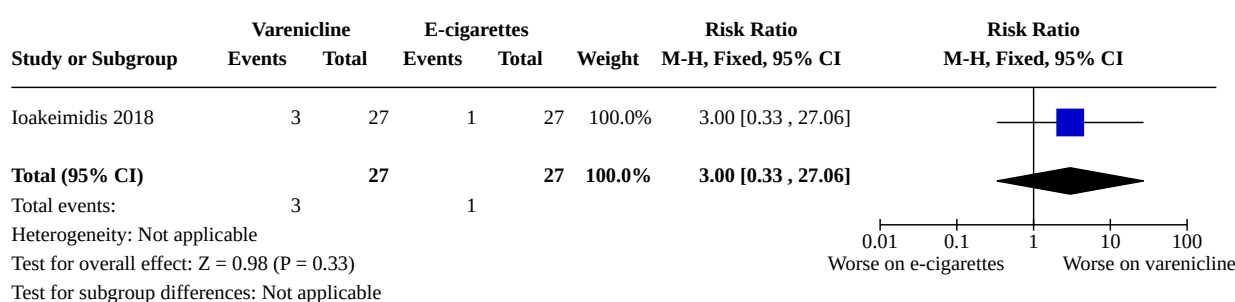 Varenicline E-cigarettes Risk Ratio Risk Ratio
Study or Subgroup Events Total Events Total Weight M-H, Fixed, 95% CI M-H, Fixed, 95% CI
Ioakeimidis 2018 3 27 1 27 100.0% 3.00 [0.33 , 27.06]
Total (95% CI) 27 27 100.0% 3.00 [0.33 , 27.06]
Total events: 3 1
Heterogeneity: Not applicable
0.01 0.1 1 10 100
Test for overall effect: Z = 0.98 (P = 0.33) Worse on e-cigarettes Worse on varenicline
Test for subgroup differences: Not applicable